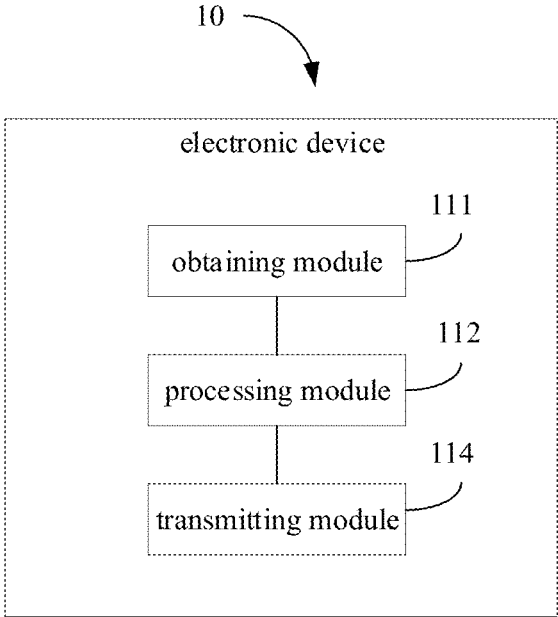 10
electronic device
111
obtaining module
112
processing module
114
transmitting module